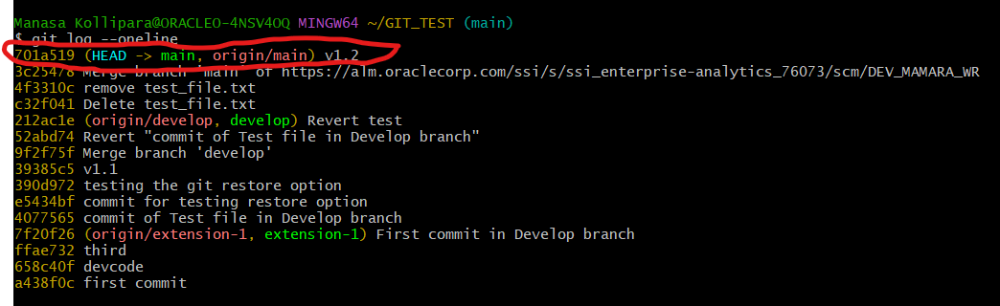 Manasa Kollipara@ORACLEO-4NSV4OQ MINGW64 ~/GIT_TEST (main)
$ git log --oneline
701a519 (HEAD -> main, origin/main) v1.2
3c25478 Merge branch 'main' of https://alm.oraclecorp.com/ssi/s/ssi_enterprise-analytics_76073/scm/DEV_MAMARA_WR
4f3310c remove test_file.txt
c32f041 Delete test_file.txt
212ac1e (origin/develop, develop) Revert test
52abd74 Revert "commit of Test file in Develop branch"
9f2f75f Merge branch 'develop'
39385c5 v1.1
390d972 testing the git restore option
e5434bf commit for testing restore option
4077565 commit of Test file in Develop branch
7f20f26 (origin/extension-1, extension-1) First commit in Develop branch
ffae732 third
658c40f devcode
a438f0c first commit